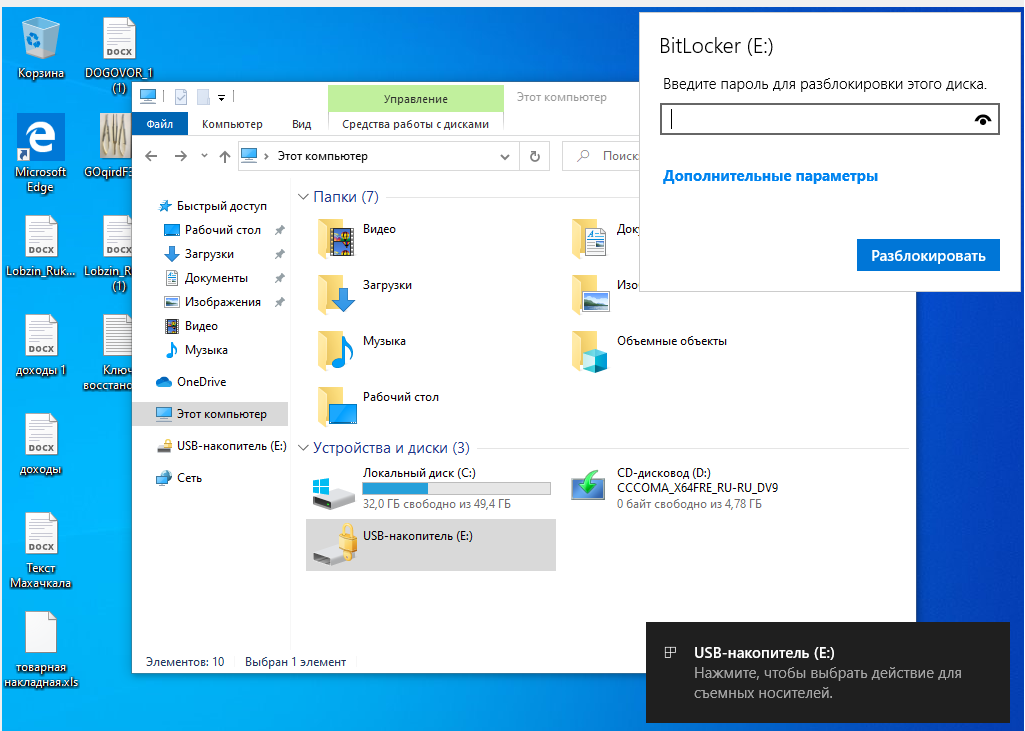 Корзина
DOGOVOR_1
(1)
Microsoft
Edge
GOqirdF3
DOCX
Lobzin_Ruk...
Lobzin_R
(1)
DOCX
доходы 1
Ключ
восстано
DOCX
доходы
DOCX
Текст
Махачкала
товарная
накладная.xls
Управление
Этот компьютер
Файл
Компьютер
Вид
Средства работы с дисками
Этот компьютер
Поиск
Быстрый доступ
Рабочий стол
Загрузки
Документы
Изображения
Видео
Музыка
OneDrive
Этот компьютер
USB-накопитель (E:)
Сеть
Папки (7)
Видео
Загрузки
Музыка
Объемные объекты
Рабочий стол
Устройства и диски (3)
Локальный диск (C:)
32,0 ГБ свободно из 49,4 ГБ
CD-дисковод (D:)
CCCOMA_X64FRE_RU-RU_DV9
0 байт свободно из 4,78 ГБ
USB-накопитель (E:)
Элементов: 10
Выбран 1 элемент
BitLocker (E:)
Введите пароль для разблокировки этого диска.
Дополнительные параметры
Разблокировать
USB-накопитель (E:)
Нажмите, чтобы выбрать действие для
съемных носителей.